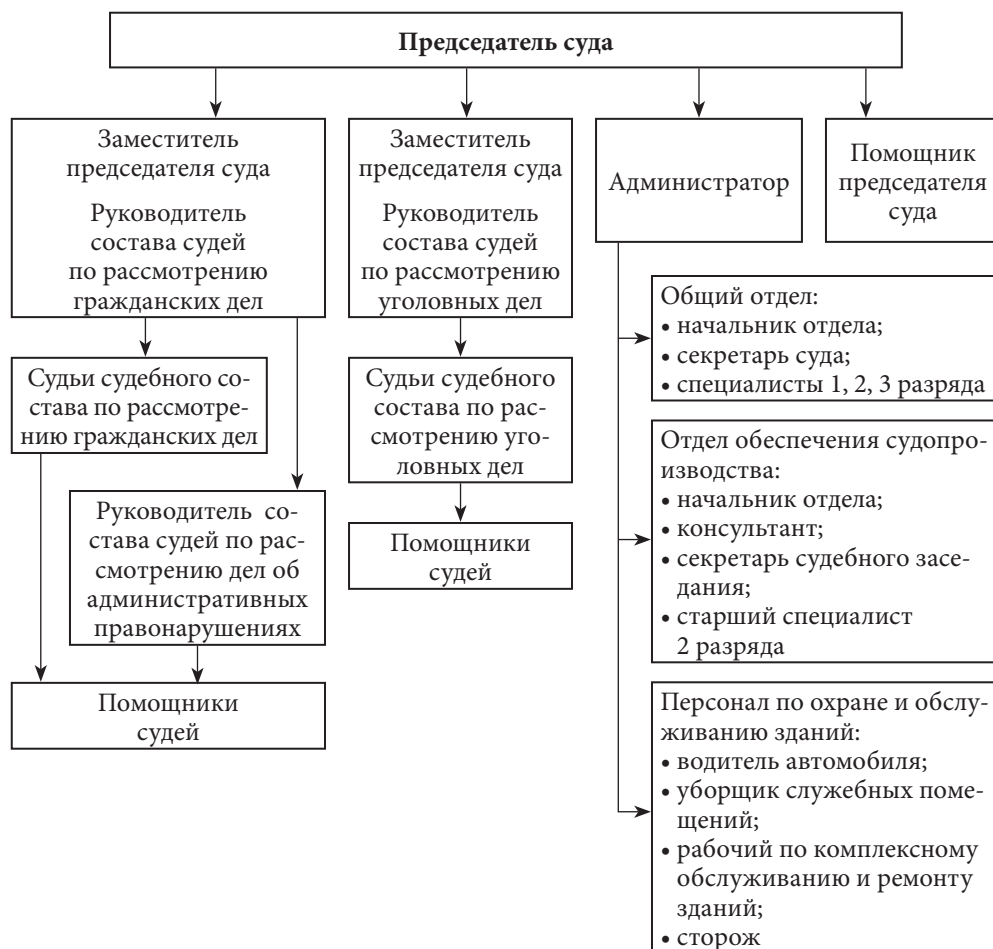 Председатель суда
Заместитель
председателя суда
Руководитель
состава судей
по рассмотрению
гражданских дел
Заместитель
председателя суда
Руководитель
состава судей
по рассмотрению
уголовных дел
Администратор
Помощник
председателя
суда
Судьи судебного со-
става по рассмотре-
нию гражданских дел
Руководитель со-
става судей по рас-
смотрению дел об
административных
правонарушениях
Помощники
судей
Судьи судебного
состава по рас-
смотрению уго-
ловных дел
Помощники
судей
Общий отдел:
• начальник отдела;
• секретарь суда;
• специалисты 1, 2, 3 разряда
Отдел обеспечения судопро-
изводства:
• начальник отдела;
• консультант;
• секретарь судебного засе-
дания;
• старший специалист
2 разряда
Персонал по охране и обслу-
живанию зданий:
• водитель автомобиля;
• уборщик служебных поме-
щений;
• рабочий по комплексному
обслуживанию и ремонту
зданий;
• сторож